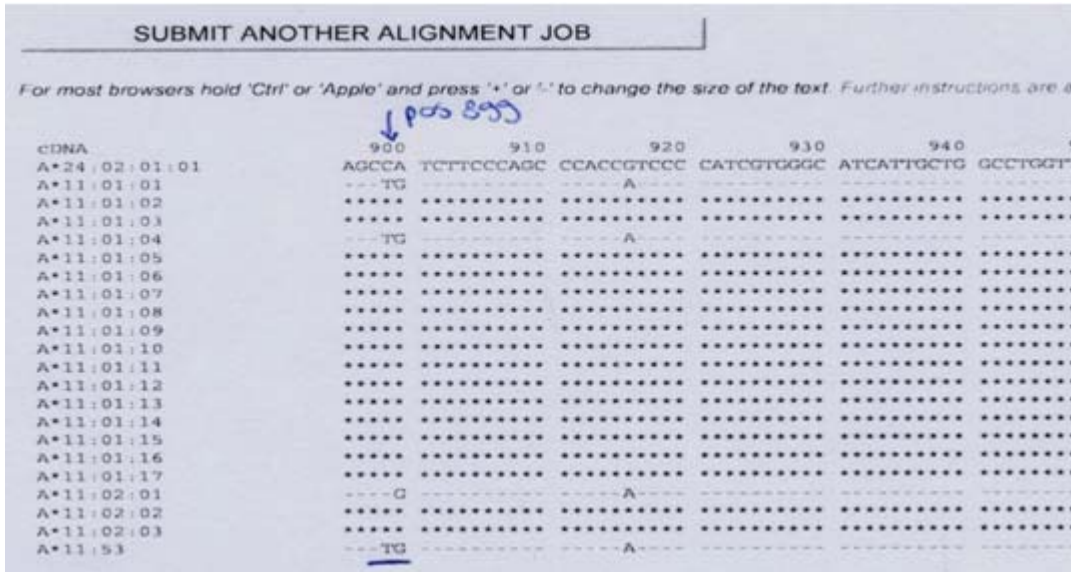 SUBMIT ANOTHER ALIGNMENT JOB
For most browsers hold 'Ctrl' or 'Apple' and press '+' or '-' to change the size of the text. Further instructions are a
pos 899
cDNA 900 910 920 930 940 9
A*24:02:01:01 AGCCA TCTTCCCAGC CCACCGTCCC CATCGTGGGC ATCATTGCTG GCCTGGTT
A*11:01:01 ---TG ---------- -----A---- ---------- ---------- --------
A*11:01:02 ***** ********** ********** ********** ********** ********
A*11:01:03 ***** ********** ********** ********** ********** ********
A*11:01:04 ---TG ---------- -----A---- ---------- ---------- --------
A*11:01:05 ***** ********** ********** ********** ********** ********
A*11:01:06 ***** ********** ********** ********** ********** ********
A*11:01:07 ***** ********** ********** ********** ********** ********
A*11:01:08 ***** ********** ********** ********** ********** ********
A*11:01:09 ***** ********** ********** ********** ********** ********
A*11:01:10 ***** ********** ********** ********** ********** ********
A*11:01:11 ***** ********** ********** ********** ********** ********
A*11:01:12 ***** ********** ********** ********** ********** ********
A*11:01:13 ***** ********** ********** ********** ********** ********
A*11:01:14 ***** ********** ********** ********** ********** ********
A*11:01:15 ***** ********** ********** ********** ********** ********
A*11:01:16 ***** ********** ********** ********** ********** ********
A*11:01:17 ***** ********** ********** ********** ********** ********
A*11:02:01 ----G ---------- -----A---- ---------- ---------- --------
A*11:02:02 ***** ********** ********** ********** ********** ********
A*11:02:03 ***** ********** ********** ********** ********** ********
A*11:53 ---TG ---------- -----A---- ---------- ---------- --------